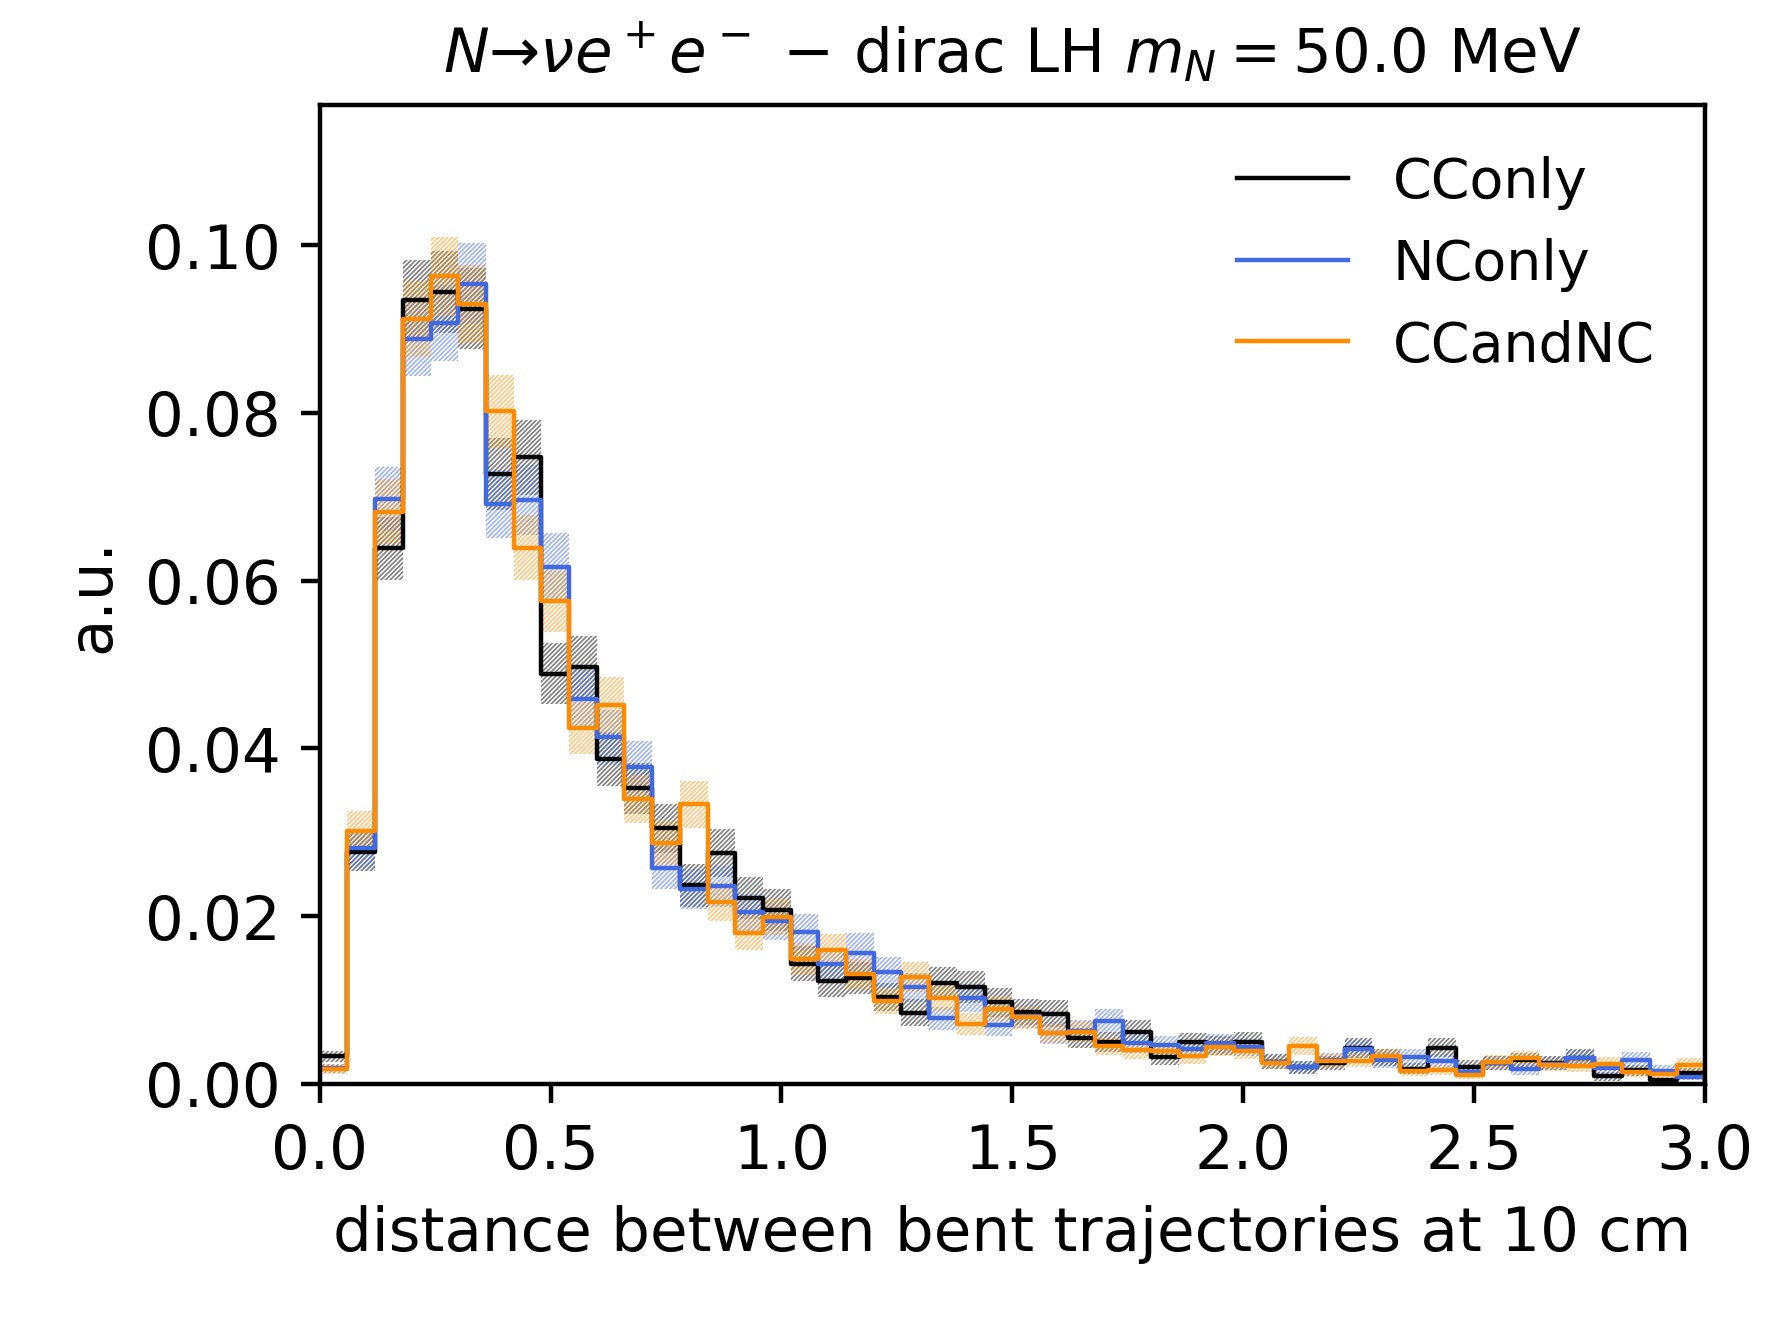 N→νe⁺e⁻ − dirac LH m_N = 50.0 MeV
CConly
NConly
CCandNC
a.u.
0.10
0.08
0.06
0.04
0.02
0.00
0.0 0.5 1.0 1.5 2.0 2.5 3.0
distance between bent trajectories at 10 cm